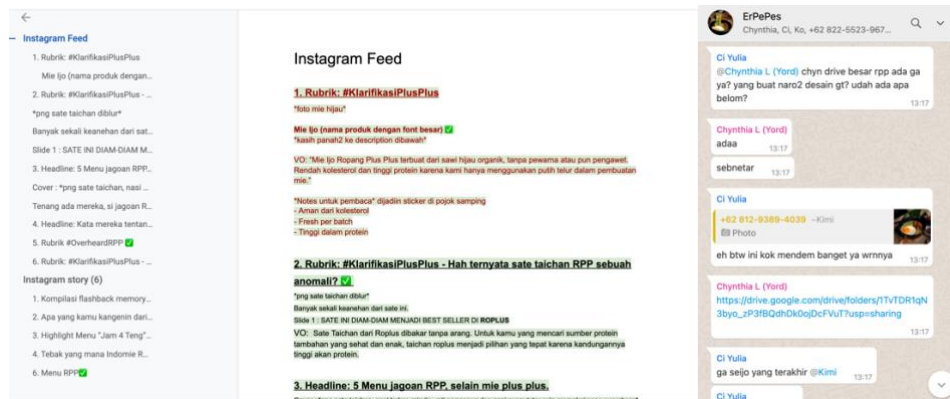 Instagram Feed
1. Rubrik: #KlarifikasiPlusPlus
Mie Ijo (nama produk dengan...
2. Rubrik: #KlarifikasiPlusPlus - ...
*png sate taichan diblur*
Banyak sekali keanehan dari sat...
Slide 1 : SATE INI DIAM-DIAM M...
3. Headline: 5 Menu jagoan RPP...
Cover : *png sate taichan, nasi ...
Tenang ada mereka, si jagoan R...
4. Headline: Kata mereka tentan...
5. Rubrik #OverheardRPP ✅
6. Rubrik: #KlarifikasiPlusPlus - ...
Instagram story (6)
1. Kompilasi flashback memory...
2. Apa yang kamu kangenin dari...
3. Highlight Menu "Jam 4 Teng"...
4. Tebak yang mana Indomie R...
6. Menu RPP✅
Instagram Feed
1. Rubrik: #KlarifikasiPlusPlus
*foto mie hijau*
Mie Ijo (nama produk dengan font besar) ✅
*kasih panah2 ke description dibawah*
VO: "Mie Ijo Ropang Plus Plus terbuat dari sawi hijau organik, tanpa pewarna atau pun pengawet.
Rendah kolesterol dan tinggi protein karena kami hanya menggunakan putih telur dalam pembuatan
mie."
*Notes untuk pembaca* dijadiin sticker di pojok samping
- Aman dari kolesterol
- Fresh per batch
- Tinggi dalam protein
2. Rubrik: #KlarifikasiPlusPlus - Hah ternyata sate taichan RPP sebuah
anomali? ✅
*png sate taichan diblur*
Banyak sekali keanehan dari sate ini.
Slide 1 : SATE INI DIAM-DIAM MENJADI BEST SELLER DI ROPLUS
VO: Sate Taichan dari Roplus dibakar tanpa arang. Untuk kamu yang mencari sumber protein
tambahan yang sehat dan enak, taichan roplus menjadi pilihan yang tepat karena kandungannya
tinggi akan protein.
3. Headline: 5 Menu jagoan RPP, selain mie plus plus.
ErPePes
Chynthia, Ci, Ko, +62 822-5523-967...
Ci Yulia
@Chynthia L (Yord) chyn drive besar rpp ada ga
ya? yang buat naro2 desain gt? udah ada apa
belom?
13:17
Chynthia L (Yord)
adaa
13:17
sebnetar
13:17
Ci Yulia
+62 812-9389-4039 ~Kimi
Photo
eh btw ini kok mendem banget ya wrnnya
13:17
Chynthia L (Yord)
https://drive.google.com/drive/folders/1TvTDR1qN
3byo_zP3fBQdhDk0ojDcFVuT?usp=sharing
13:17
Ci Yulia
ga seijo yang terakhir @Kimi
13:17
Ci Yulia